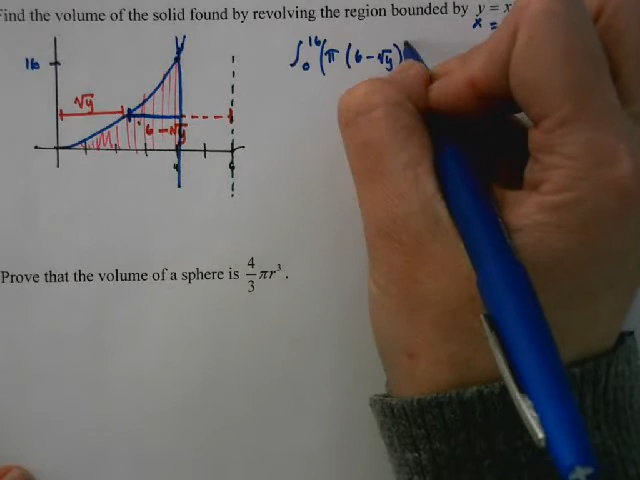 Find the volume of the solid found by revolving the region bounded by y = x
x =
∫₀¹⁶ (π (6 - √y)
16
√y
6 - √y
4
6
Prove that the volume of a sphere is 4/3 πr³.